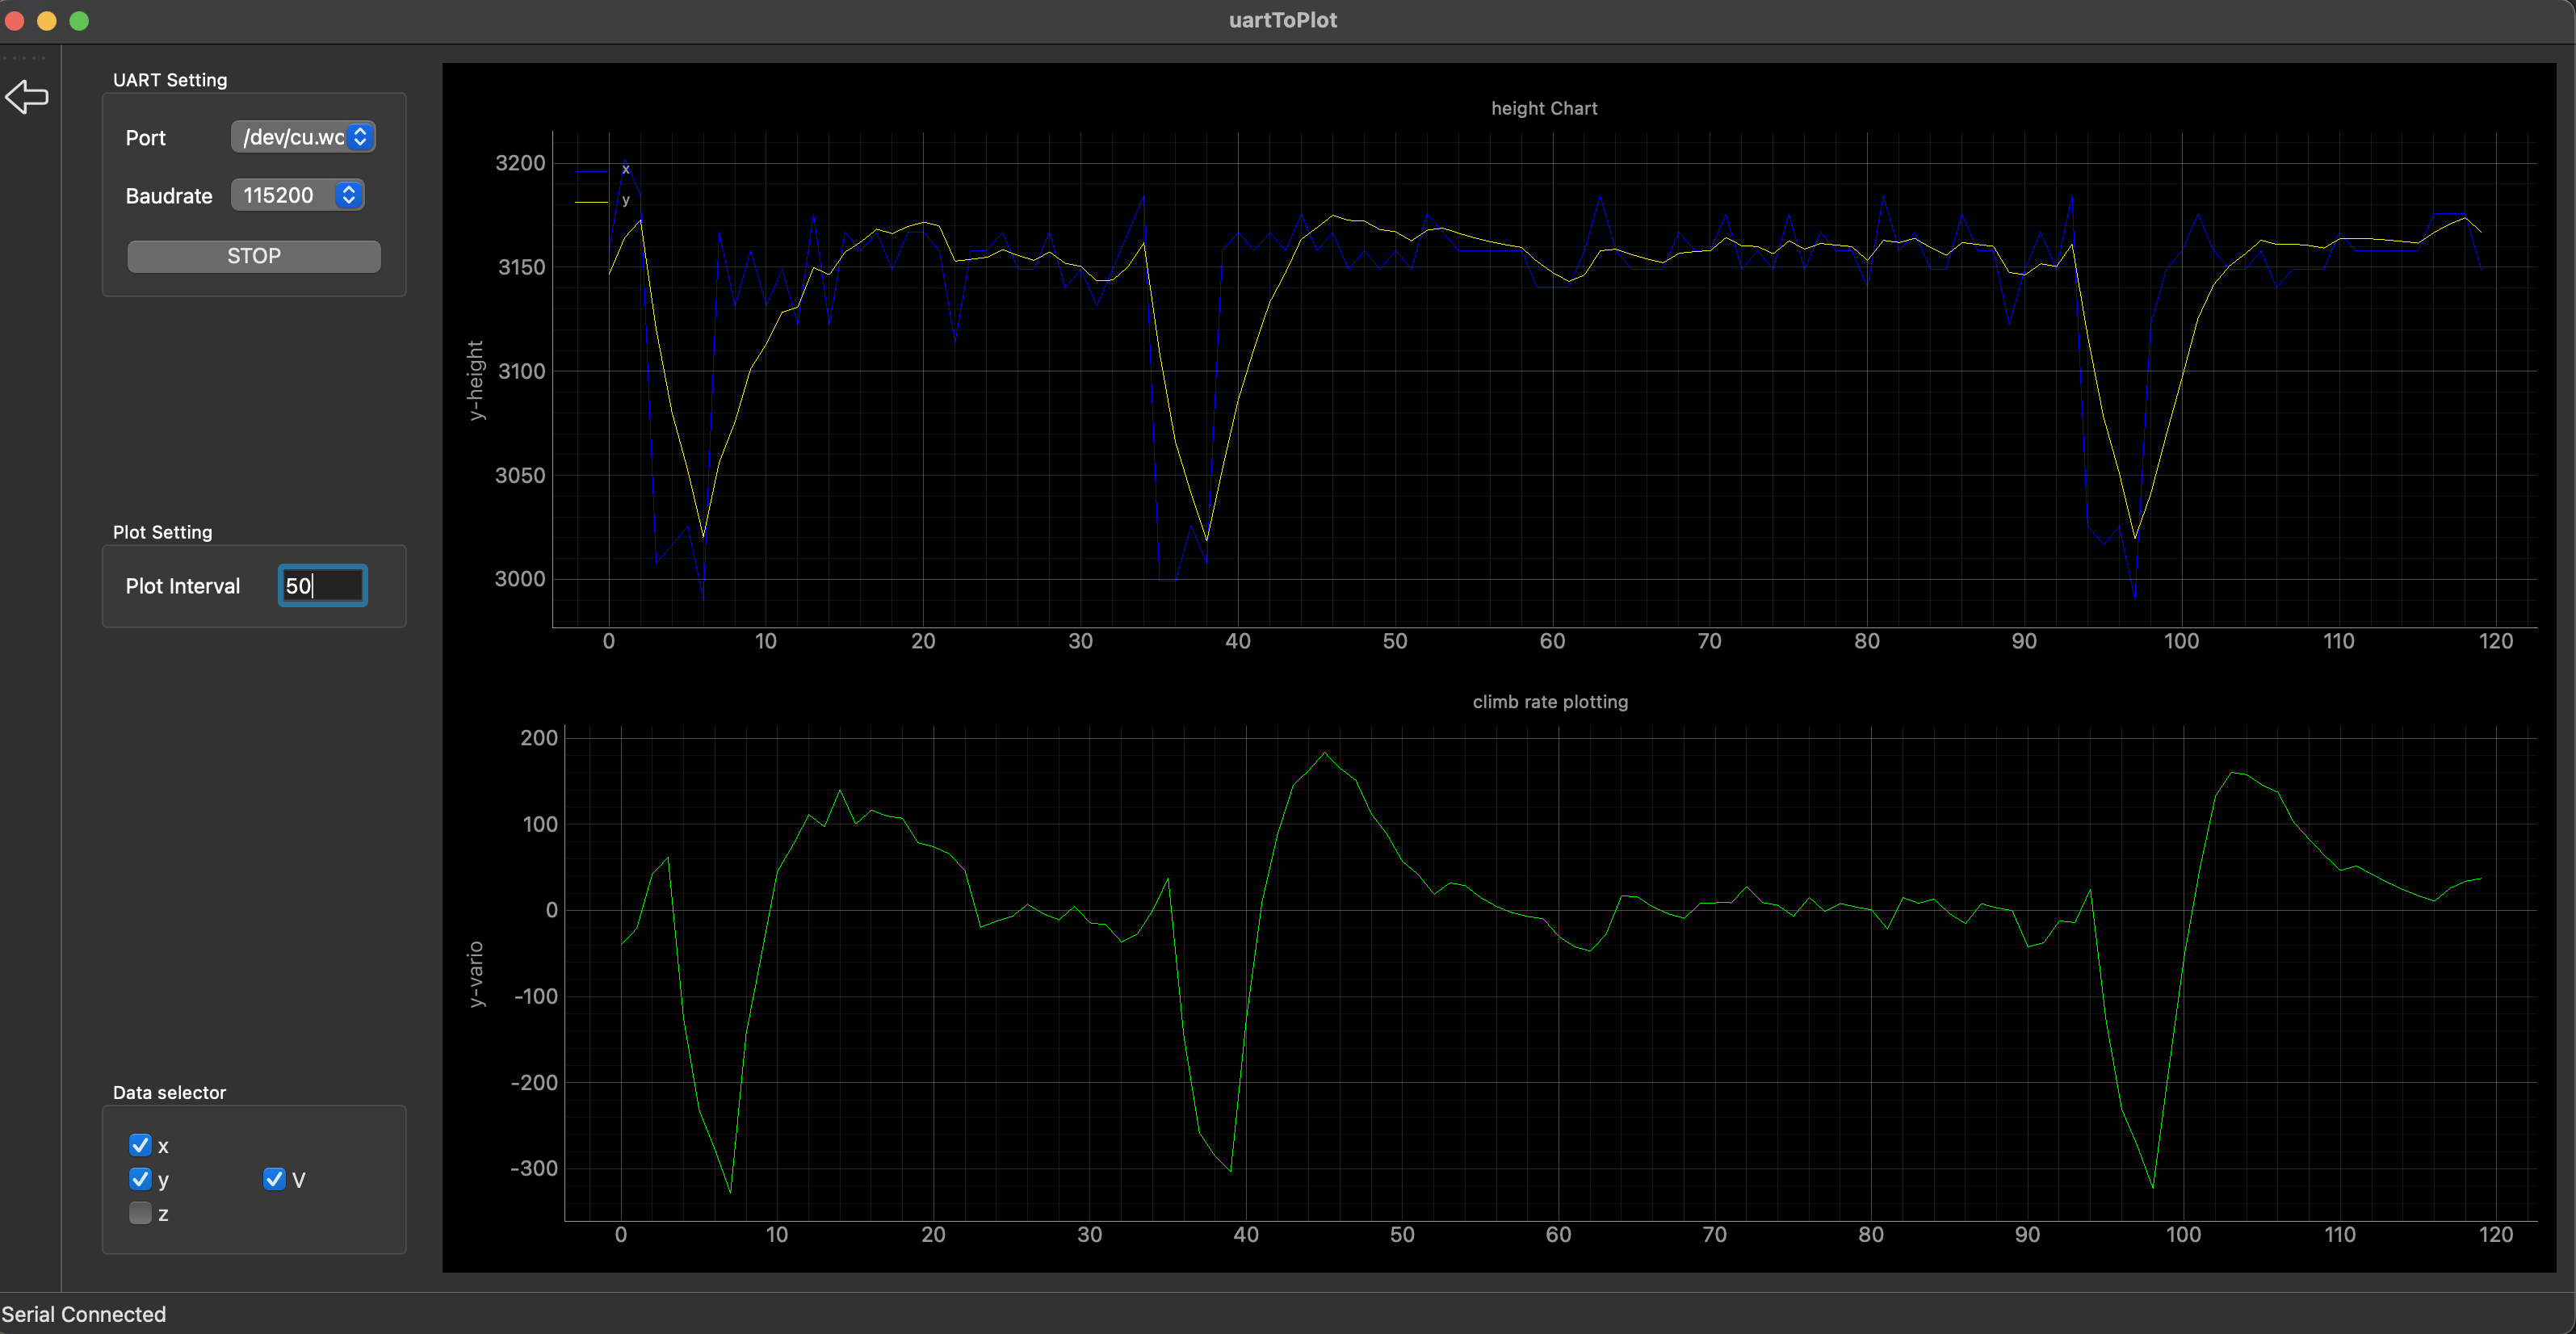 uartToPlot
UART Setting
Port /dev/cu.wc
Baudrate 115200
STOP
Plot Setting
Plot Interval 50
Data selector
x
y V
z
height Chart
x
y
y-height
3200
3150
3100
3050
3000
0 10 20 30 40 50 60 70 80 90 100 110 120
climb rate plotting
y-vario
200
100
0
-100
-200
-300
0 10 20 30 40 50 60 70 80 90 100 110 120
Serial Connected